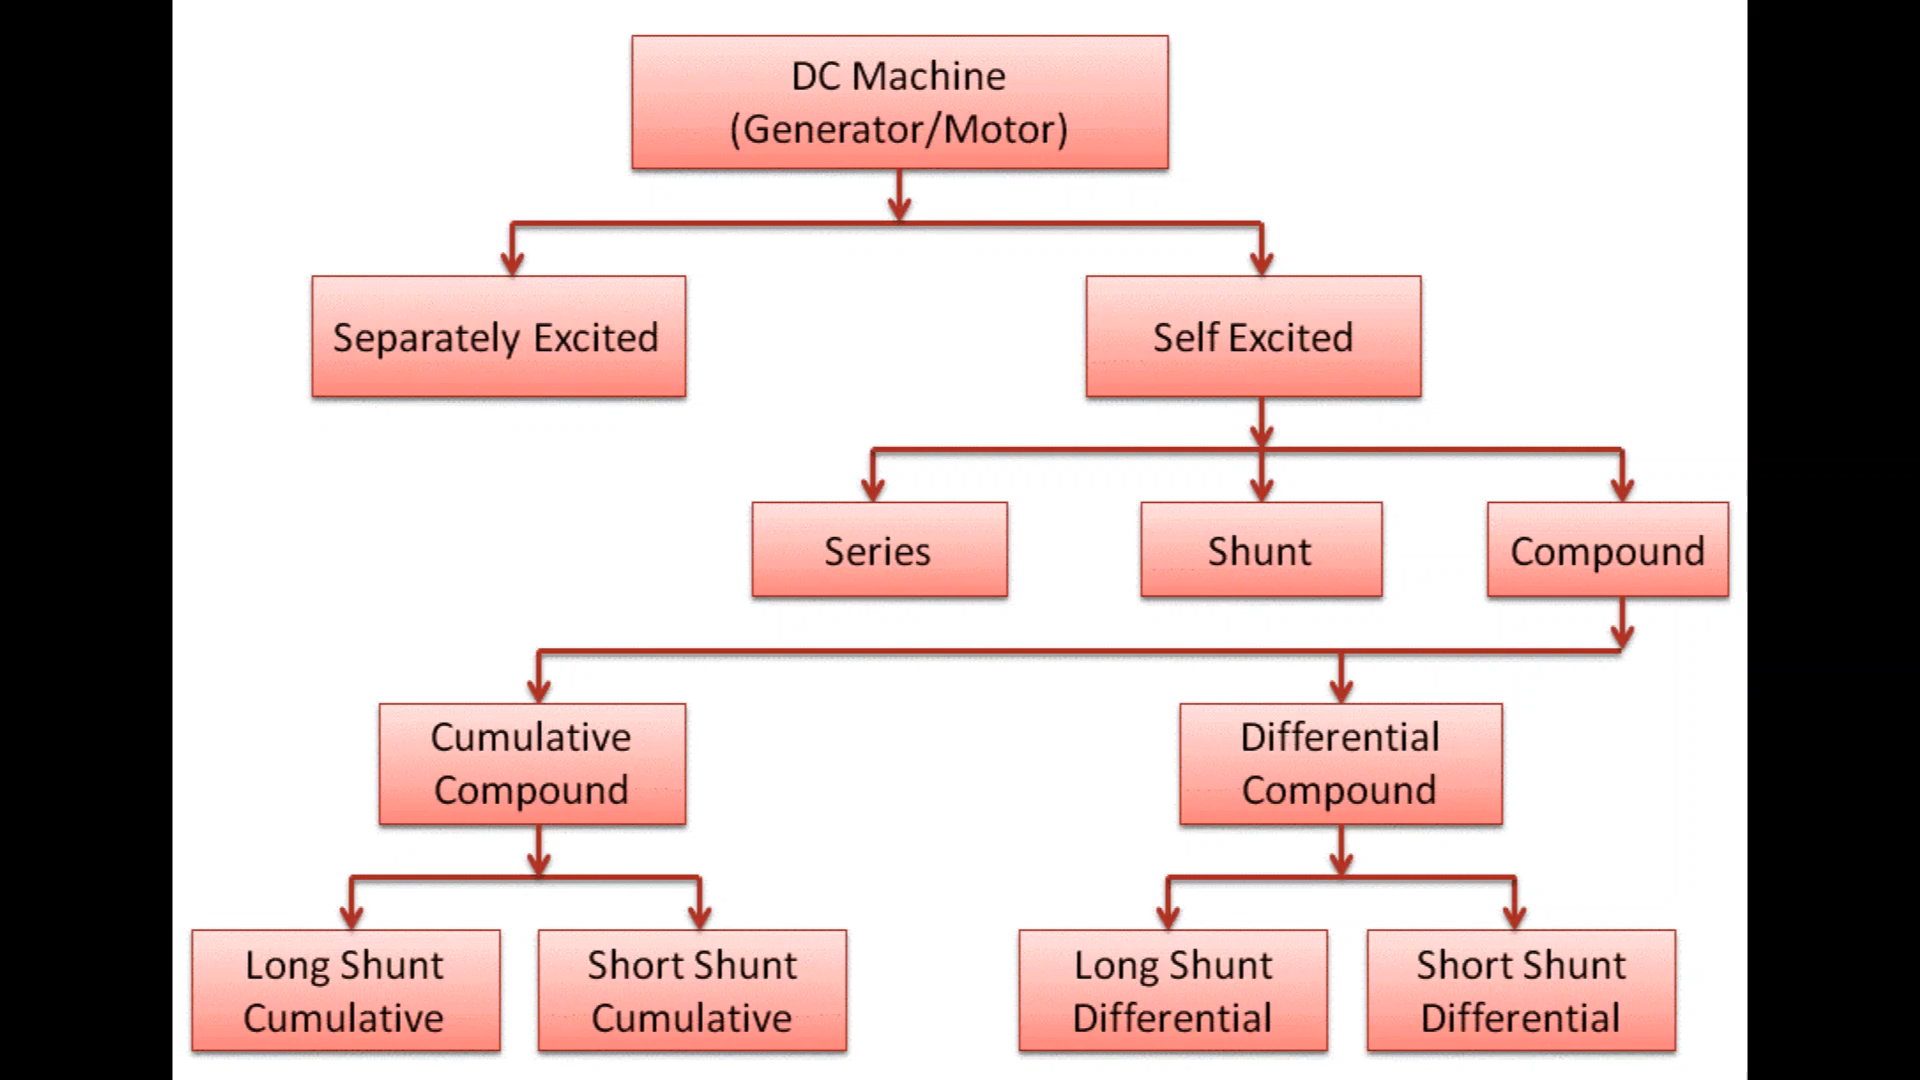 DC Machine
(Generator/Motor)
Separately Excited
Self Excited
Series
Shunt
Compound
Cumulative
Compound
Differential
Compound
Long Shunt
Cumulative
Short Shunt
Cumulative
Long Shunt
Differential
Short Shunt
Differential